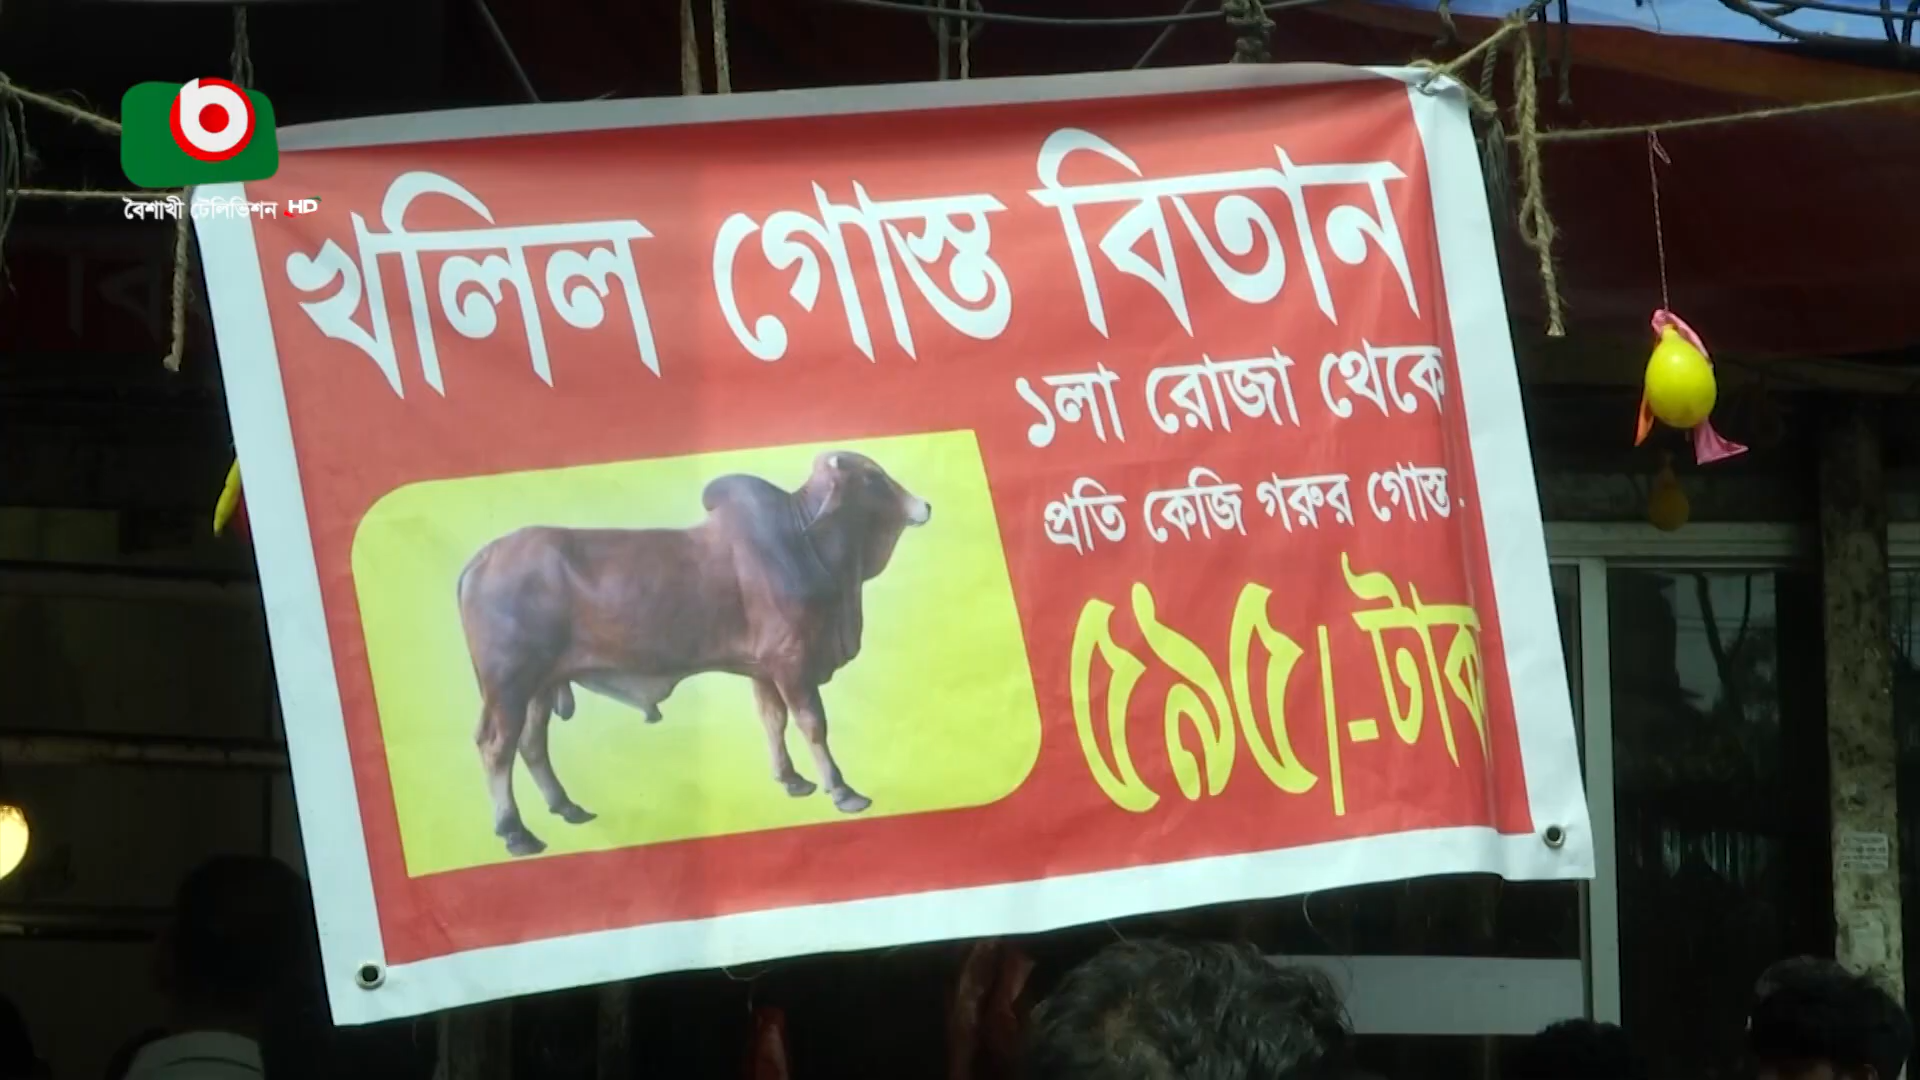 বৈশাখী টেলিভিশন HD
খলিল গোস্ত বিতান
১লা রোজা থেকে
প্রতি কেজি গরুর গোস্ত.
৫৯৫/-টাকা